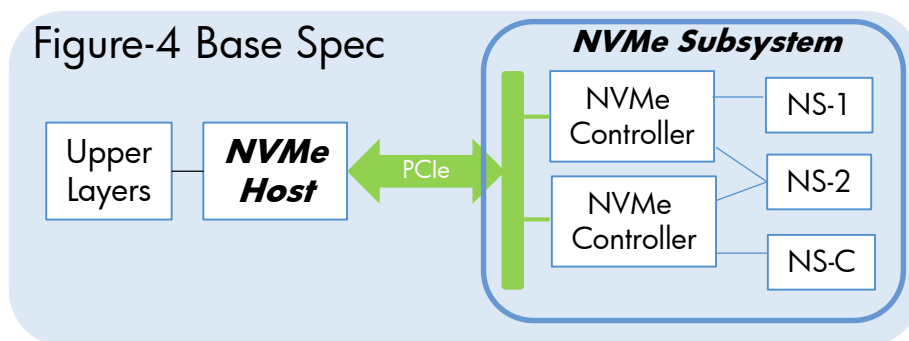 Figure-4 Base Spec
NVMe Subsystem
Upper
Layers
NVMe
Host
PCIe
NVMe
Controller
NVMe
Controller
NS-1
NS-2
NS-C